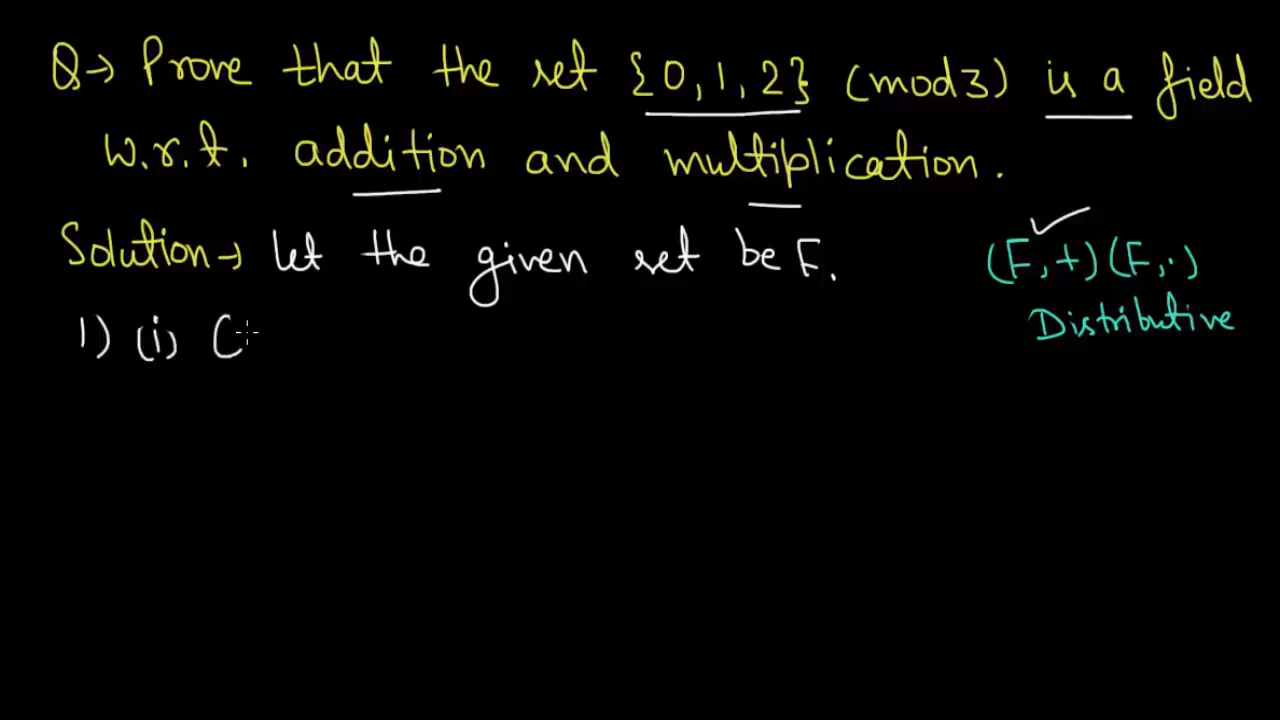 Q→ Prove that the set {0, 1, 2} (mod 3) is a field
w.r.t. addition and multiplication.
Solution→ let the given set be F.
(F, +) (F, ·)
Distributive
1) (i) C